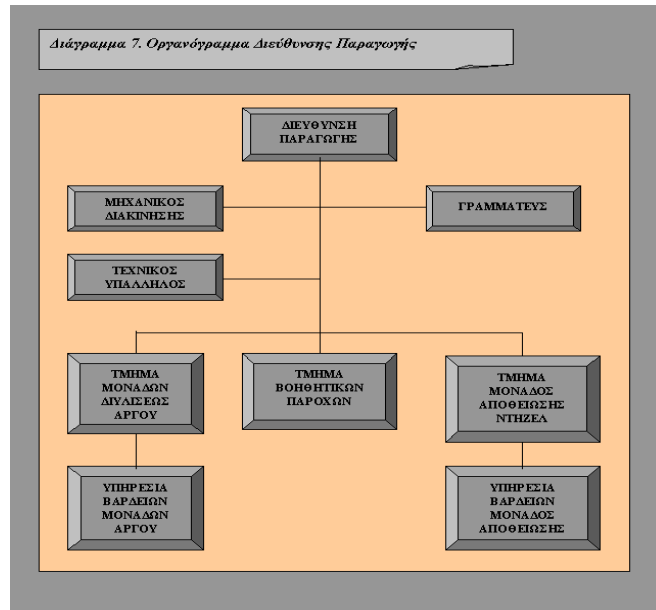 Διάγραμμα 7. Οργανόγραμμα Διεύθυνσης Παραγωγής
ΔΙΕΥΘΥΝΣΗ
ΠΑΡΑΓΩΓΗΣ
ΜΗΧΑΝΙΚΟΣ
ΔΙΑΚΙΝΗΣΗΣ
ΓΡΑΜΜΑΤΕΥΣ
ΤΕΧΝΙΚΟΣ
ΥΠΑΛΛΗΛΟΣ
ΤΜΗΜΑ
ΜΟΝΑΔΩΝ
ΔΙΥΛΙΣΕΩΣ
ΑΡΓΟΥ
ΤΜΗΜΑ
ΒΟΗΘΗΤΙΚΩΝ
ΠΑΡΟΧΩΝ
ΤΜΗΜΑ
ΜΟΝΑΔΟΣ
ΑΠΟΘΕΙΩΣΗΣ
ΝΤΗΖΕΛ
ΥΠΗΡΕΣΙΑ
ΒΑΡΔΕΙΩΝ
ΜΟΝΑΔΩΝ
ΑΡΓΟΥ
ΥΠΗΡΕΣΙΑ
ΒΑΡΔΕΙΩΝ
ΜΟΝΑΔΟΣ
ΑΠΟΘΕΙΩΣΗΣ